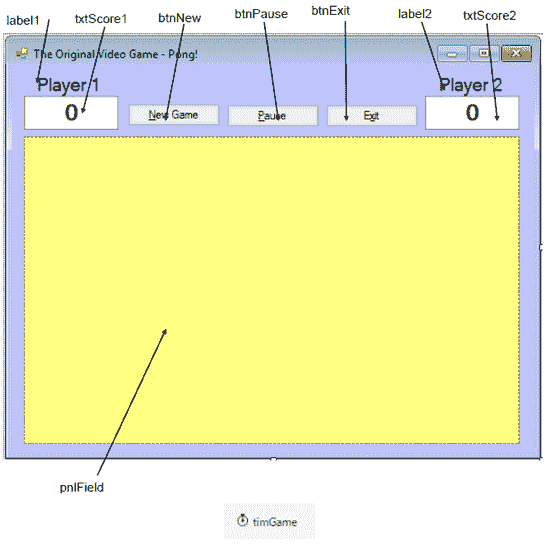 label1 txtScore1 btnNew btnPause btnExit label2 txtScore2
The Original Video Game - Pong!
Player 1 Player 2
0 New Game Pause Exit 0
pnlField
timGame